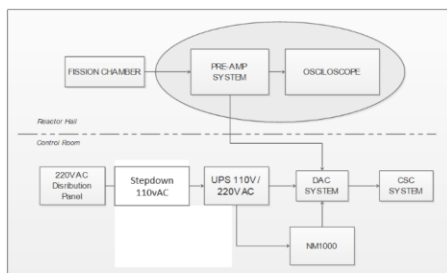 PRE-AMP
SYSTEM
FISSION CHAMBER
OSCILOSCOPE
Reactor Hall
Control Room
220VAC
Disribution
Panel
Stepdown
110vAC
UPS 110V /
220VAC
DAC
SYSTEM
CSC
SYSTEM
NM1000